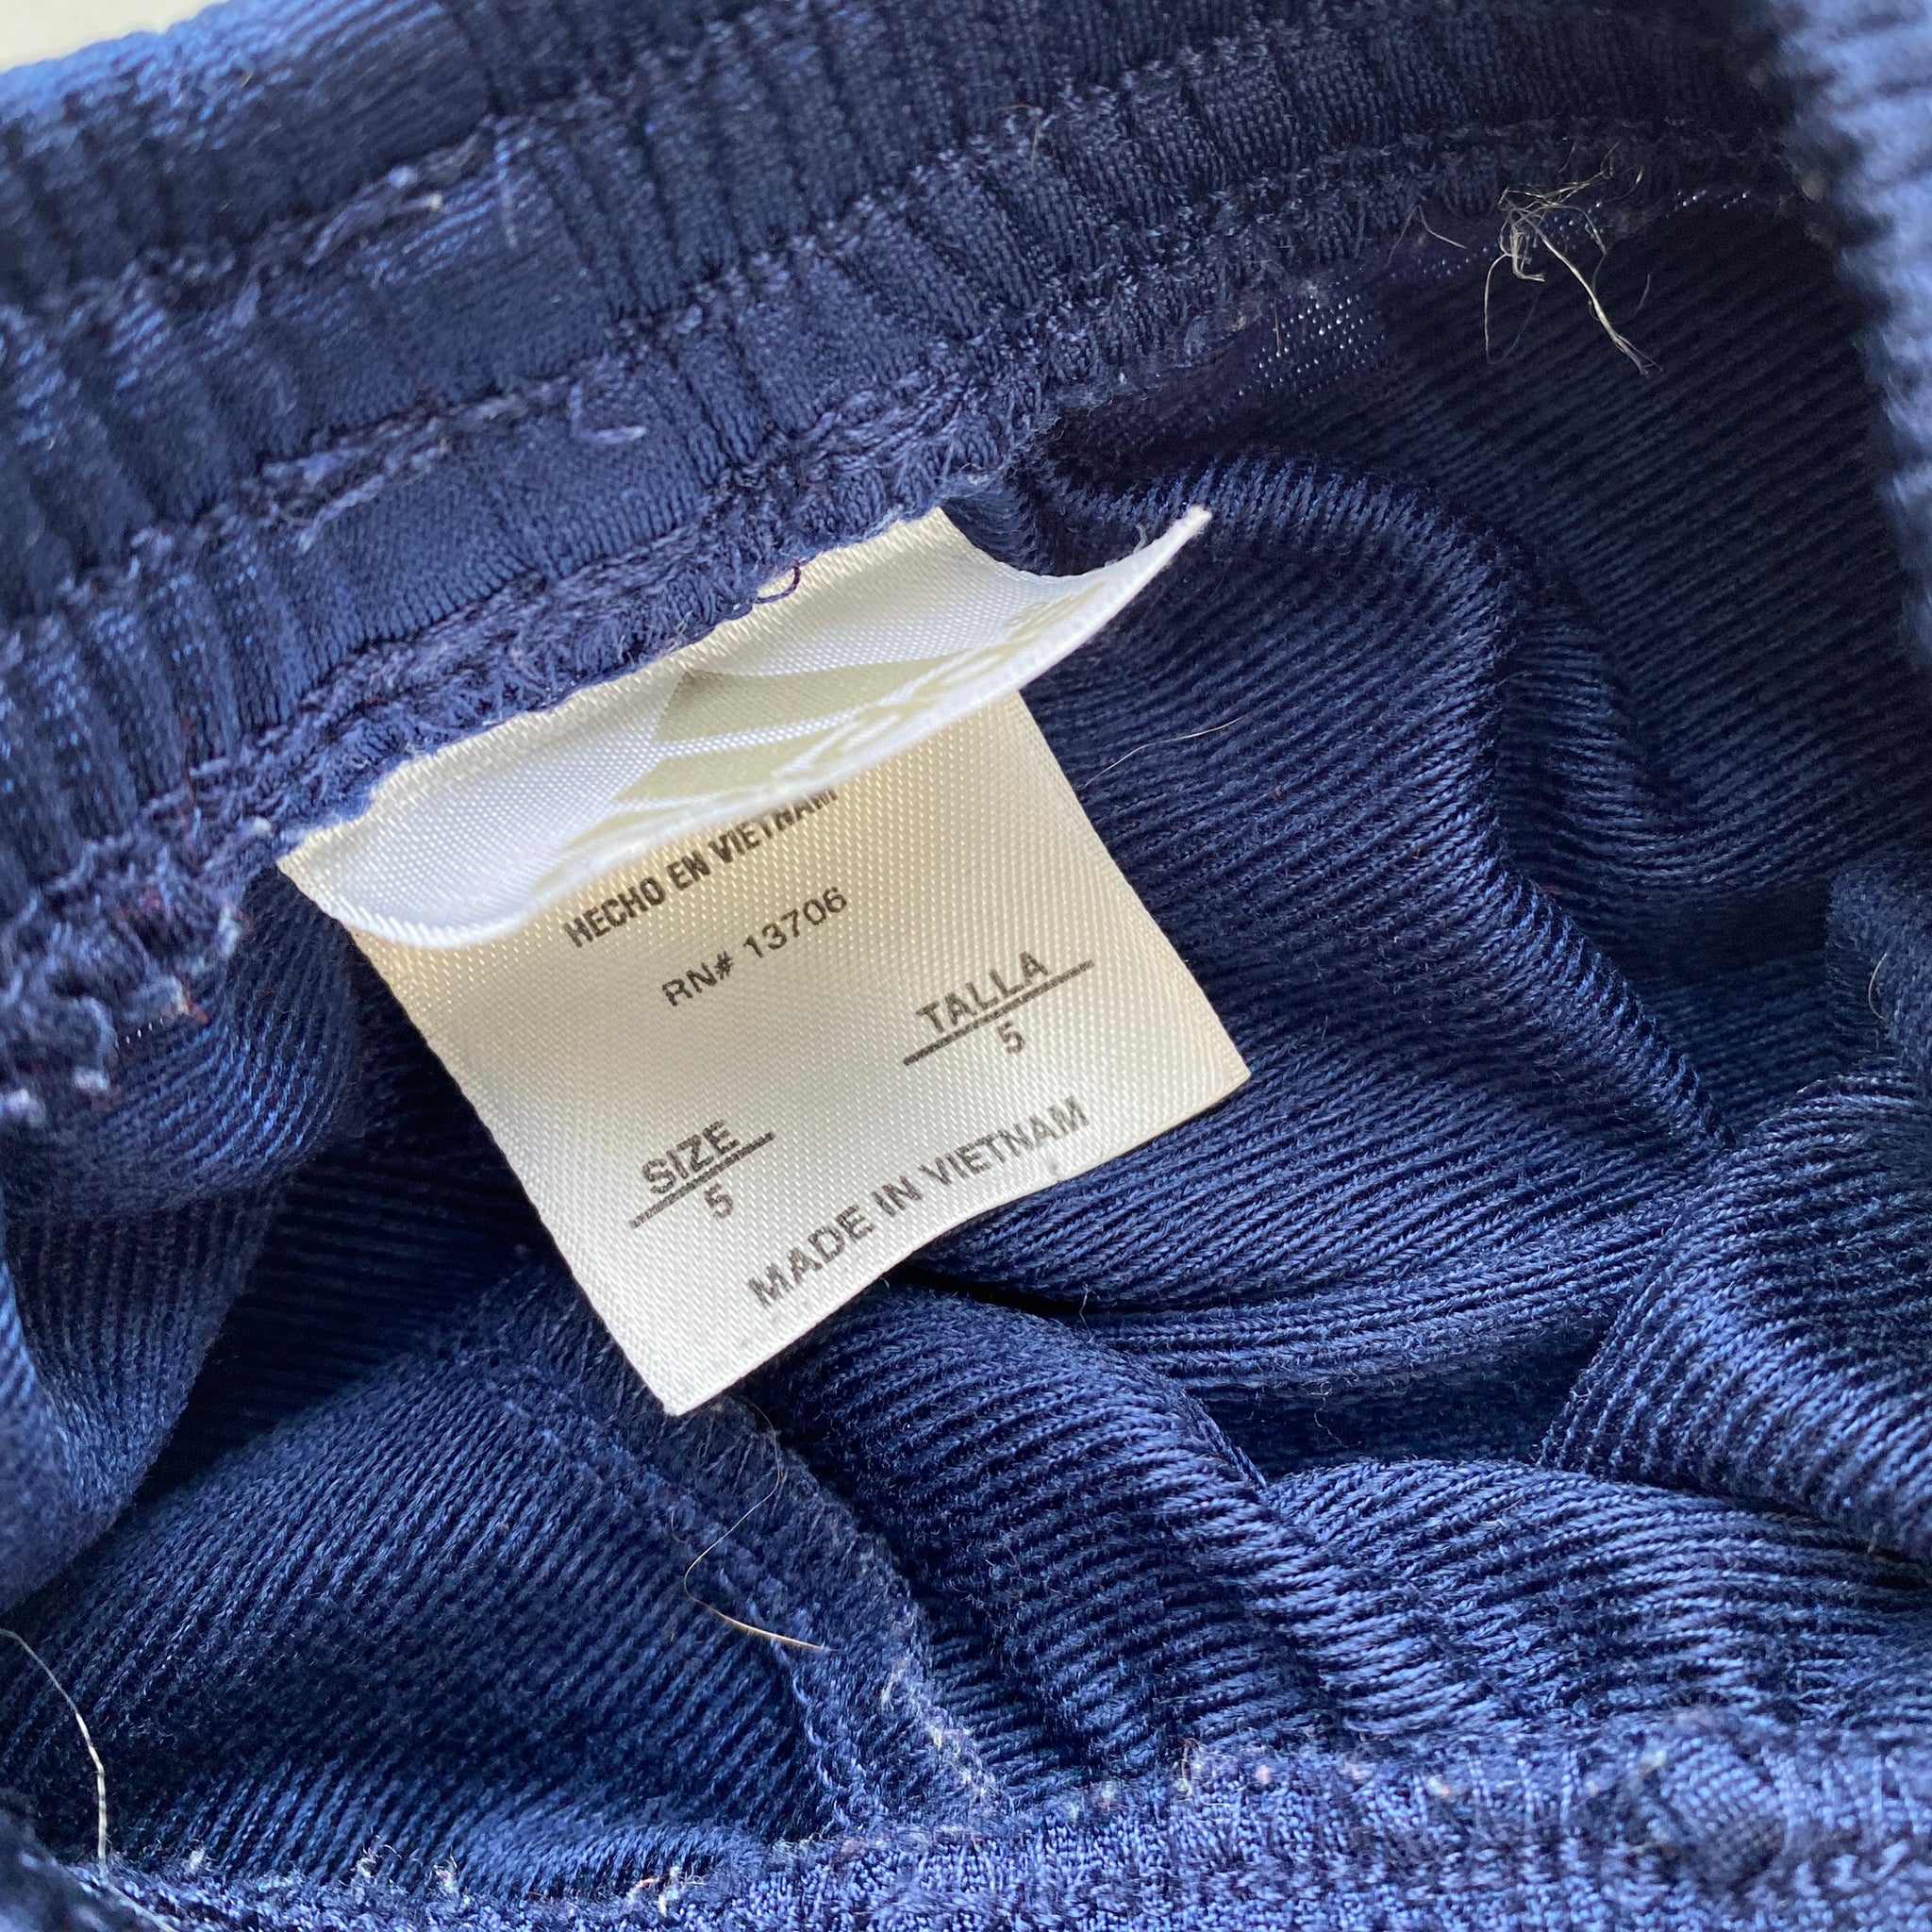 HECHO EN VIETNAM
RN# 13706
TALLA
5
SIZE
5
MADE IN VIETNAM